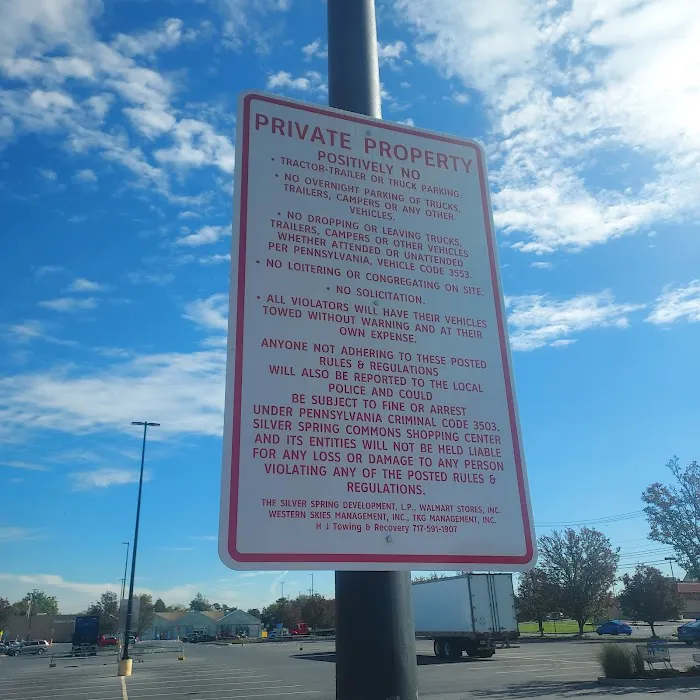 PRIVATE PROPERTY
POSITIVELY NO
• TRACTOR-TRAILER OR TRUCK PARKING.
• NO OVERNIGHT PARKING OF TRUCKS,
TRAILERS, CAMPERS OR ANY OTHER
VEHICLES.
• NO DROPPING OR LEAVING TRUCKS,
TRAILERS, CAMPERS OR OTHER VEHICLES
WHETHER ATTENDED OR UNATTENDED
PER PENNSYLVANIA, VEHICLE CODE 3553.
• NO LOITERING OR CONGREGATING ON SITE.
• NO SOLICITATION.
• ALL VIOLATORS WILL HAVE THEIR VEHICLES
TOWED WITHOUT WARNING AND AT THEIR
OWN EXPENSE.
ANYONE NOT ADHERING TO THESE POSTED
RULES & REGULATIONS
WILL ALSO BE REPORTED TO THE LOCAL
POLICE AND COULD
BE SUBJECT TO FINE OR ARREST
UNDER PENNSYLVANIA CRIMINAL CODE 3503.
SILVER SPRING COMMONS SHOPPING CENTER
AND ITS ENTITIES WILL NOT BE HELD LIABLE
FOR ANY LOSS OR DAMAGE TO ANY PERSON
VIOLATING ANY OF THE POSTED RULES &
REGULATIONS.
THE SILVER SPRING DEVELOPMENT, L.P., WALMART STORES, INC.
WESTERN SKIES MANAGEMENT, INC., TKG MANAGEMENT, INC.
H J Towing & Recovery 717-591-1907